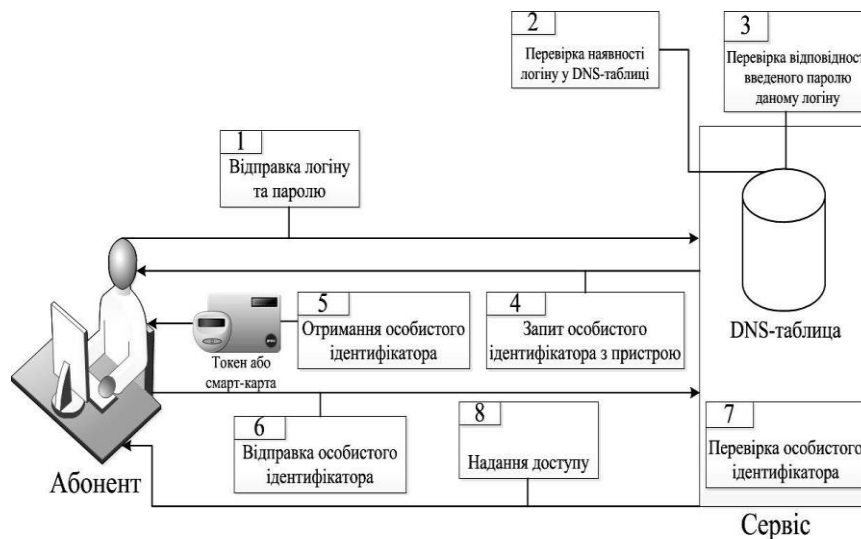 2
Перевірка наявності
логіну у DNS-таблиці
3
Перевірка відповідност
введеного паролю
даному логіну
1
Відправка логіну
та паролю
5
Отримання особистого
ідентифікатора
4
Запит особистого
ідентифікатора з пристрою
DNS-таблица
Токен або
смарт-карта
6
Відправка особистого
ідентифікатора
8
Надання доступу
7
Перевірка особистого
ідентифікатора
Абонент
Сервіс